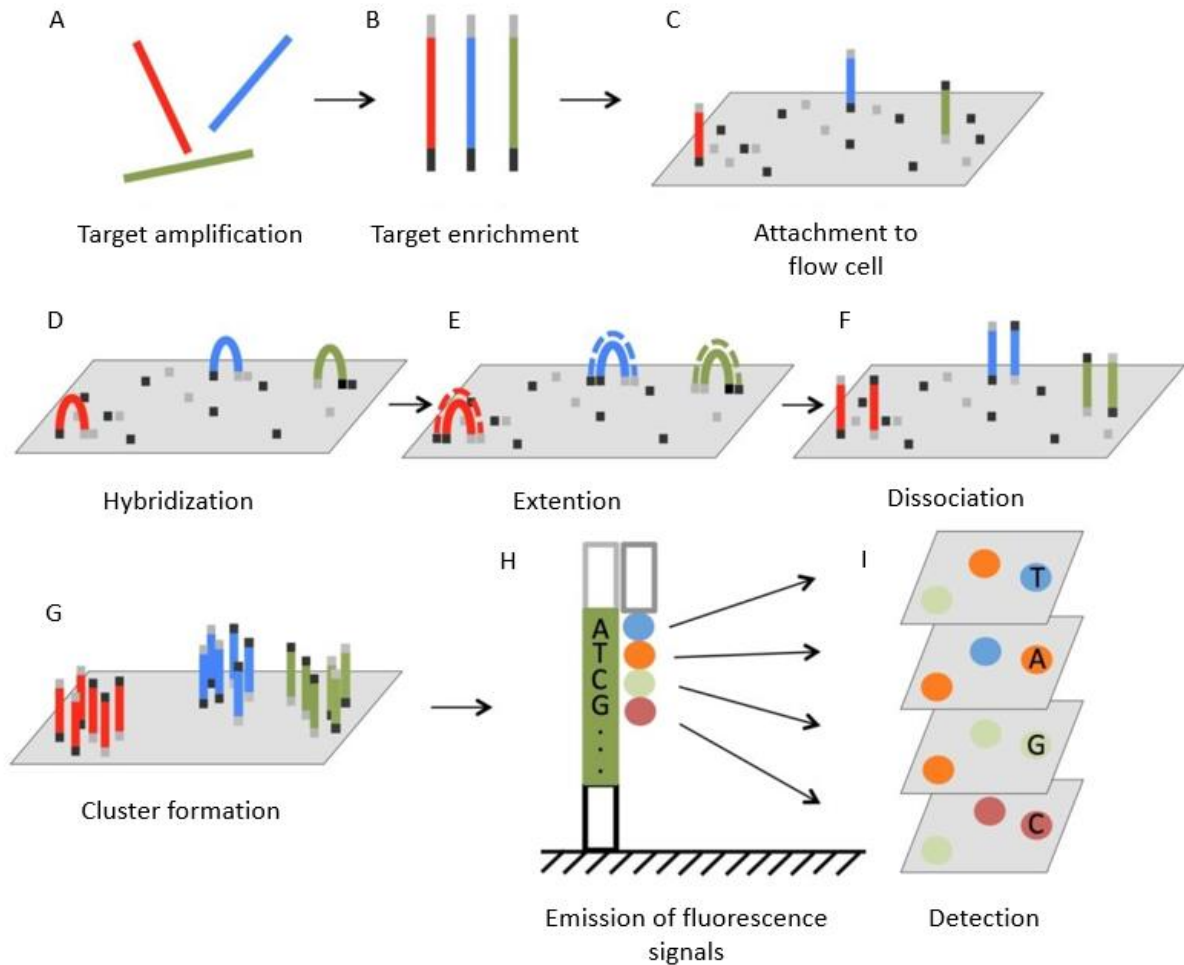 A
B
C
Target amplification
Target enrichment
Attachment to
flow cell
D
E
F
Hybridization
Extention
Dissociation
G
Cluster formation
H
A
T
C
G
.
.
.
Emission of fluorescence
signals
I
T
A
G
C
Detection